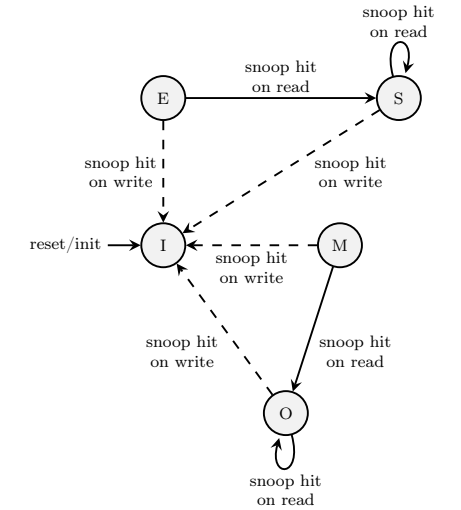 snoop hit
on read
snoop hit
on read
E
S
snoop hit
on write
snoop hit
on write
reset/init
I
M
snoop hit
on write
snoop hit
on write
snoop hit
on read
O
snoop hit
on read